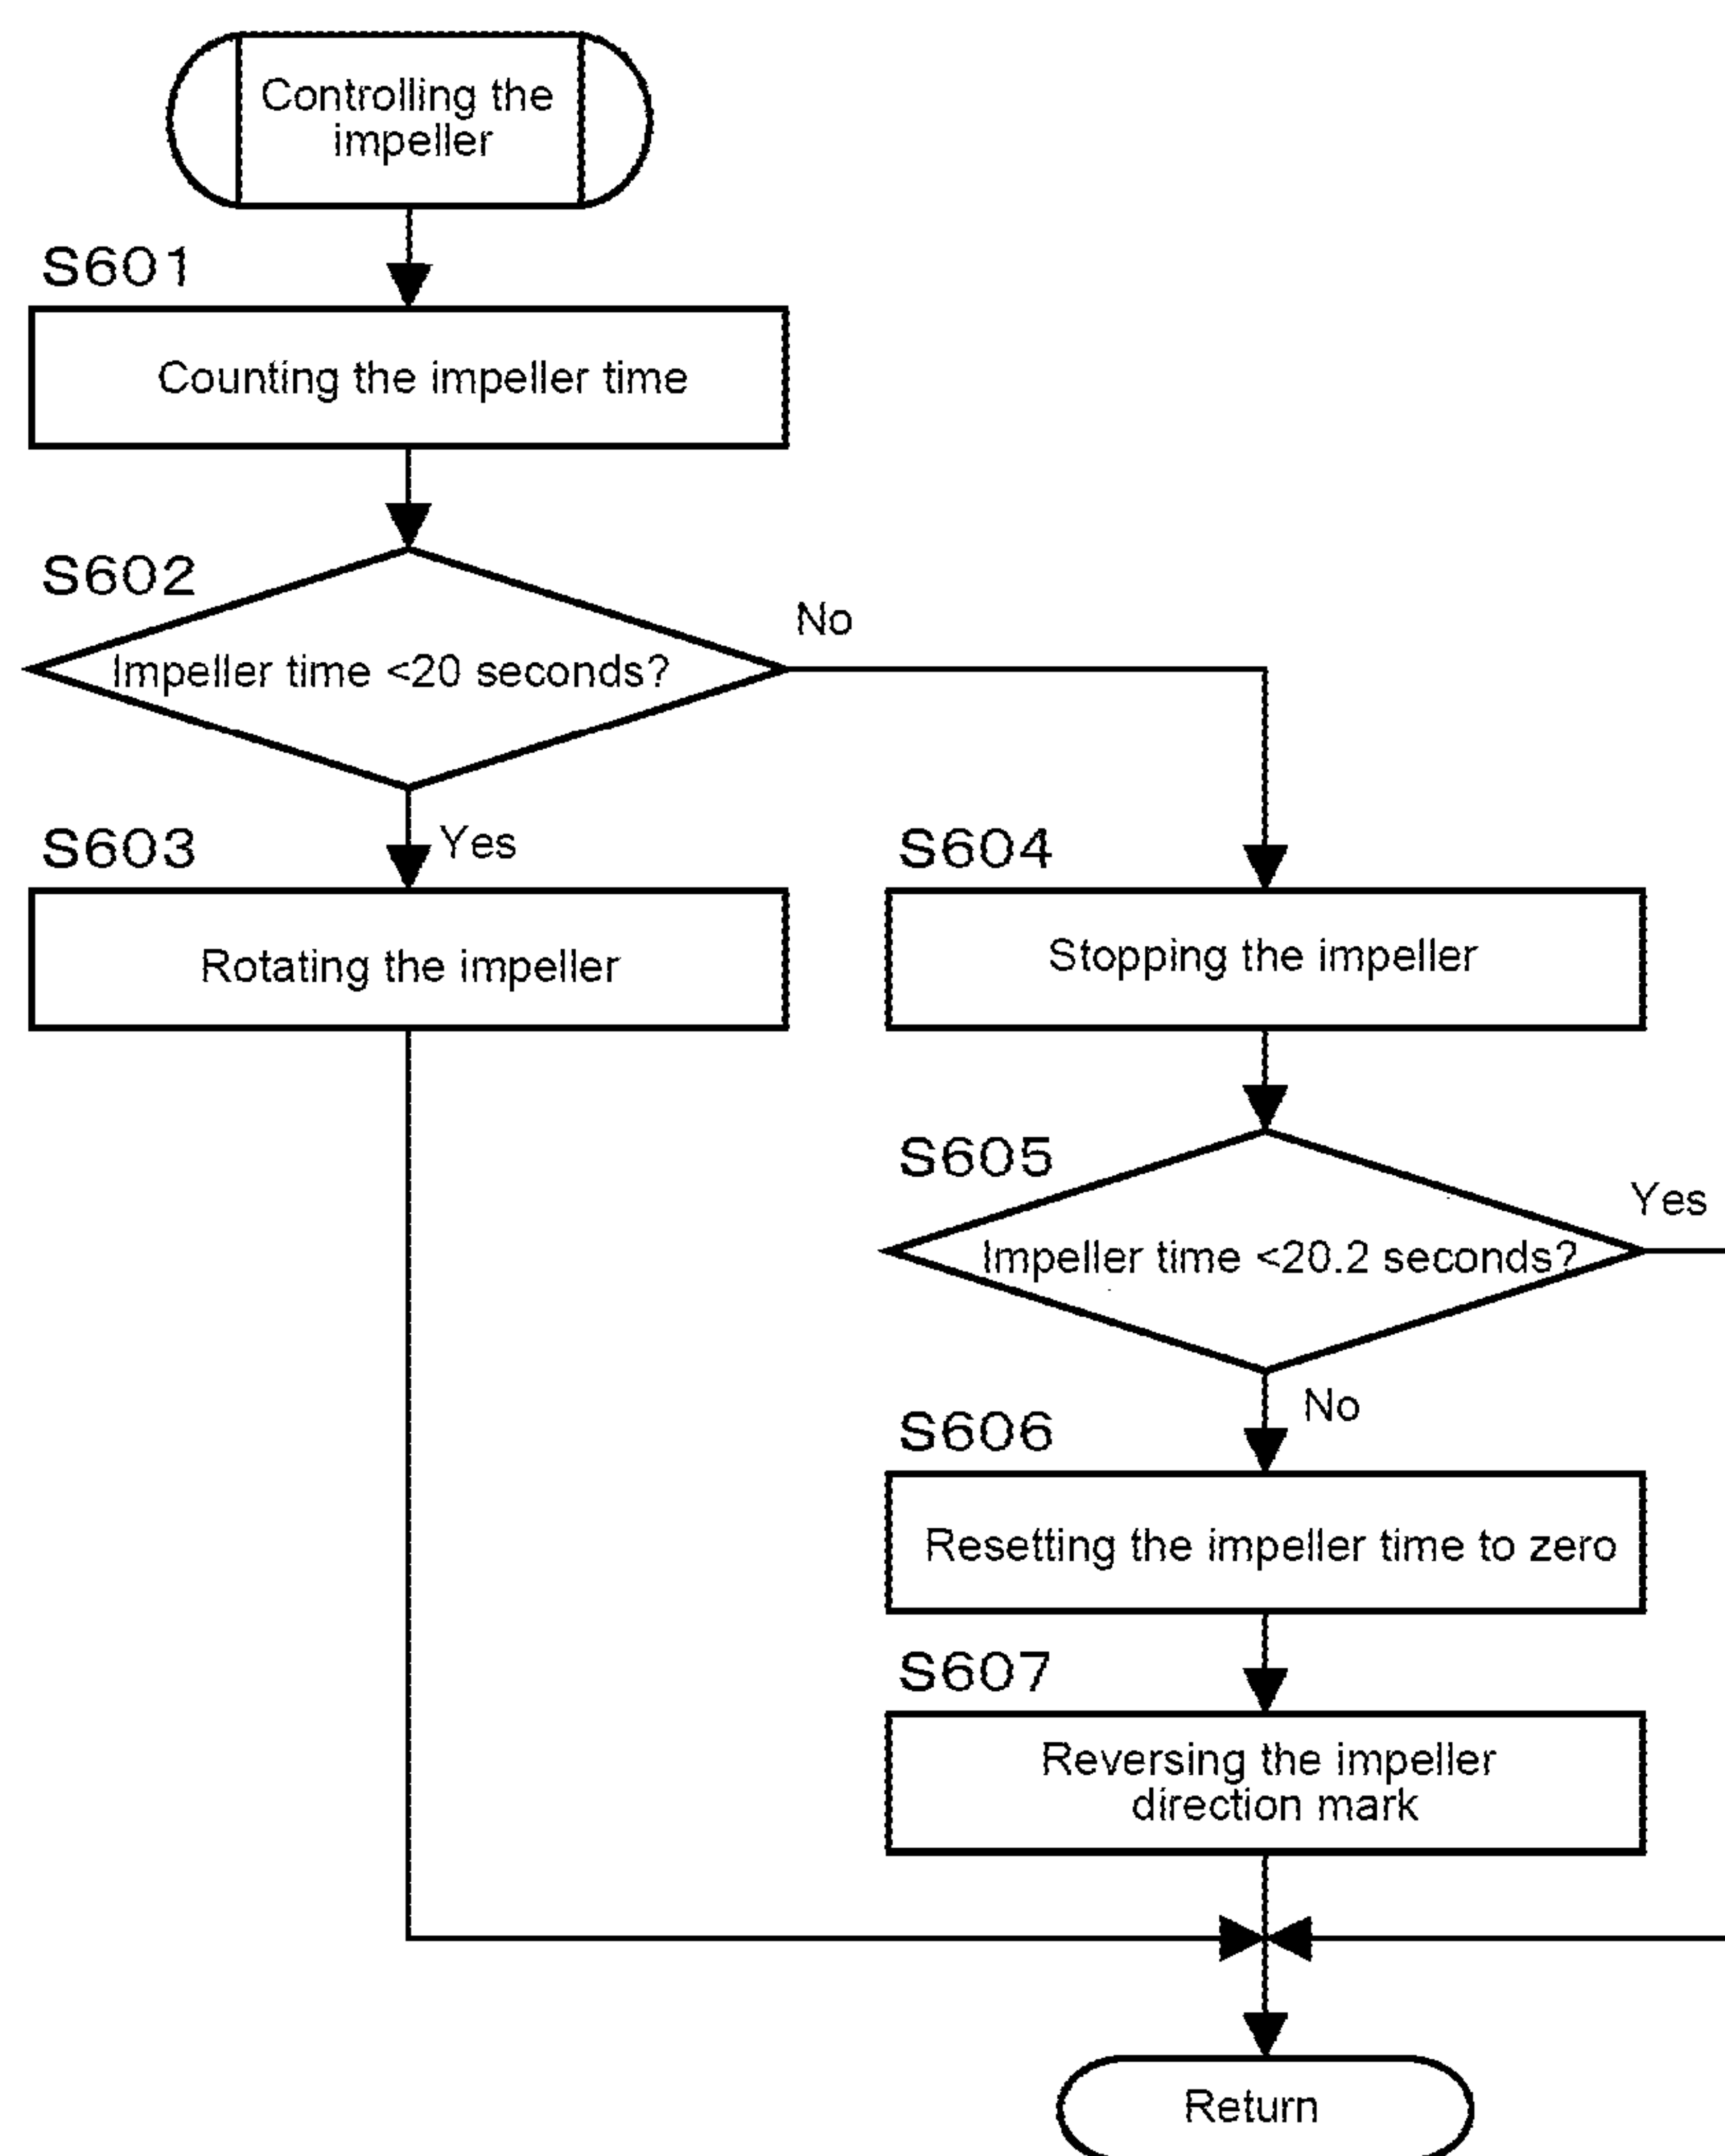 Controlling the
impeller
S601
Counting the impeller time
S602
Impeller time <20 seconds?
No
Yes
S603
Rotating the impeller
S604
Stopping the impeller
S605
Impeller time <20.2 seconds?
Yes
No
S606
Resetting the impeller time to zero
S607
Reversing the impeller
direction mark
Return